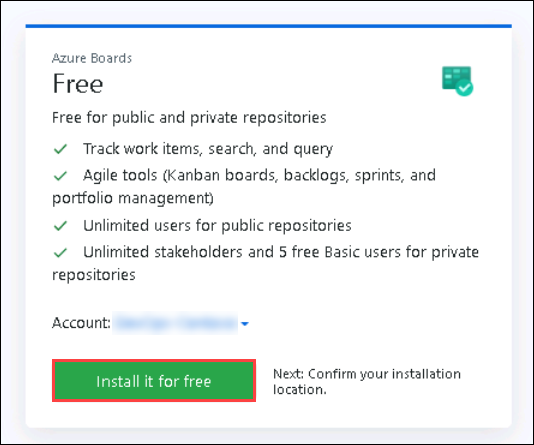 Azure Boards
Free
Free for public and private repositories
Track work items, search, and query
Agile tools (Kanban boards, backlogs, sprints, and
portfolio management)
Unlimited users for public repositories
Unlimited stakeholders and 5 free Basic users for private
repositories
Account:
Install it for free
Next: Confirm your installation
location.